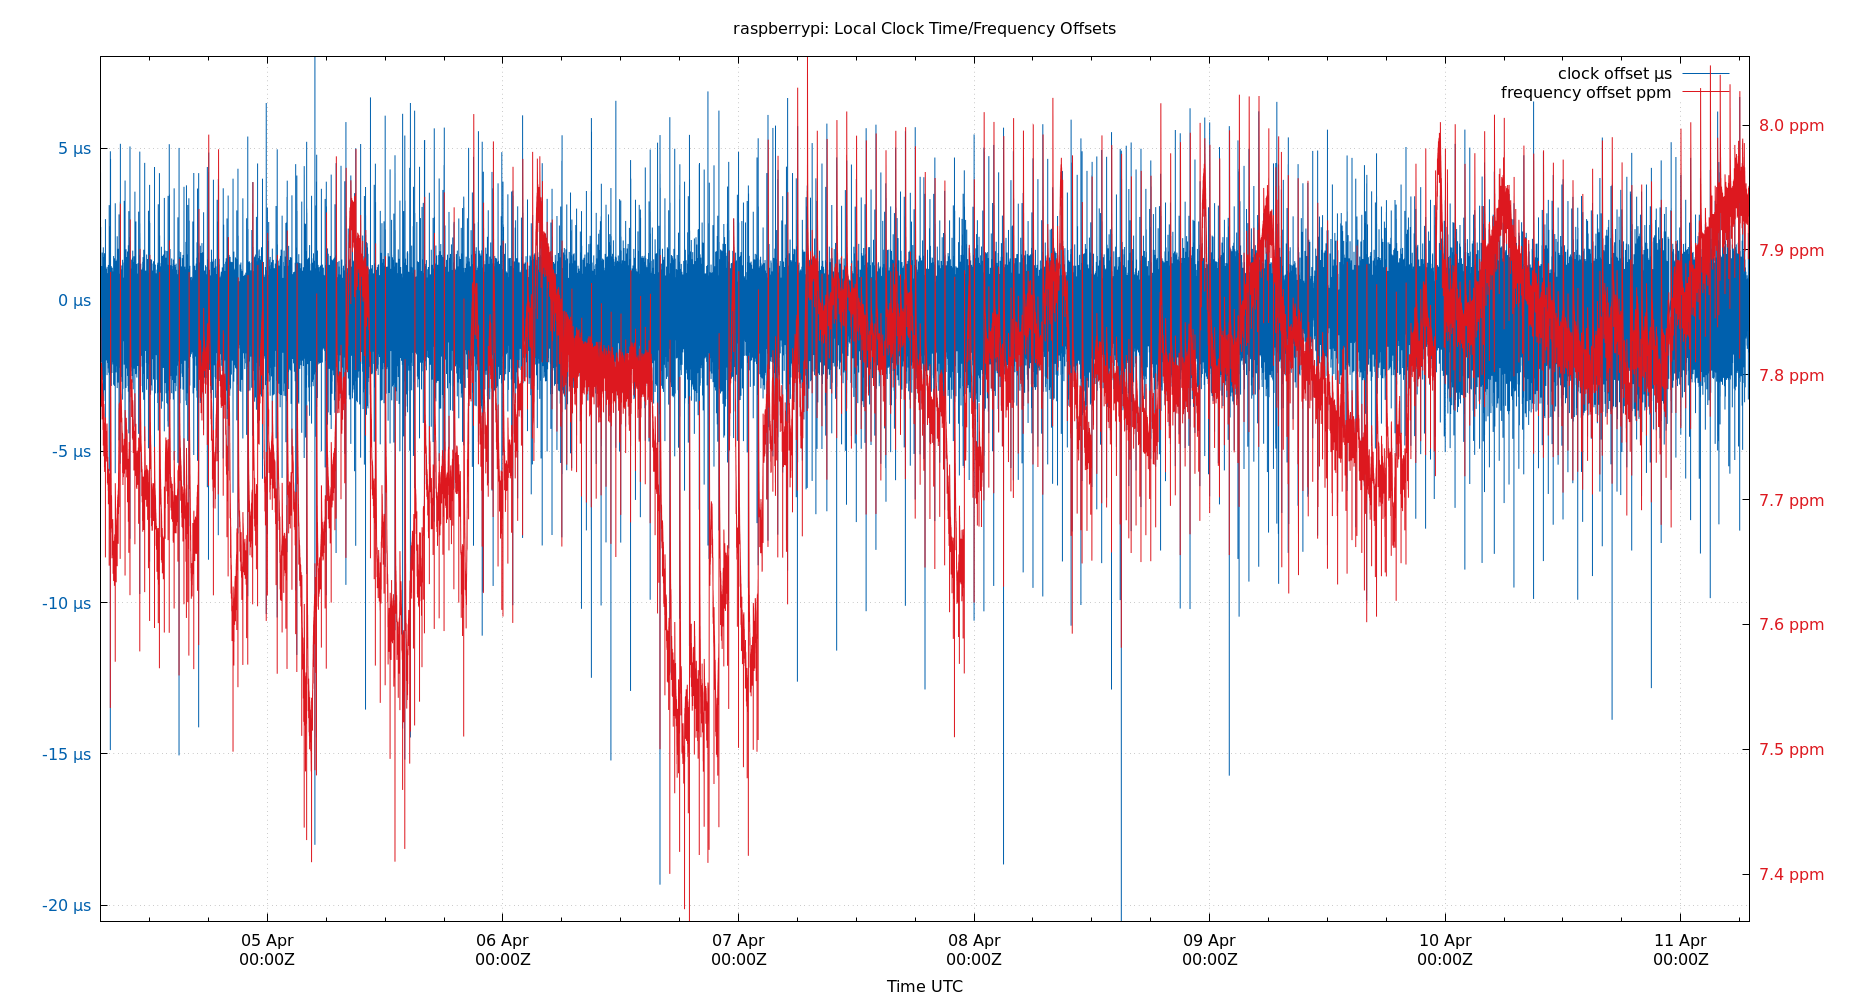 raspberrypi: Local Clock Time/Frequency Offsets
clock offset µs
frequency offset ppm
5 µs
0 µs
-5 µs
-10 µs
-15 µs
-20 µs
8.0 ppm
7.9 ppm
7.8 ppm
7.7 ppm
7.6 ppm
7.5 ppm
7.4 ppm
05 Apr
00:00Z
06 Apr
00:00Z
07 Apr
00:00Z
08 Apr
00:00Z
09 Apr
00:00Z
10 Apr
00:00Z
11 Apr
00:00Z
Time UTC